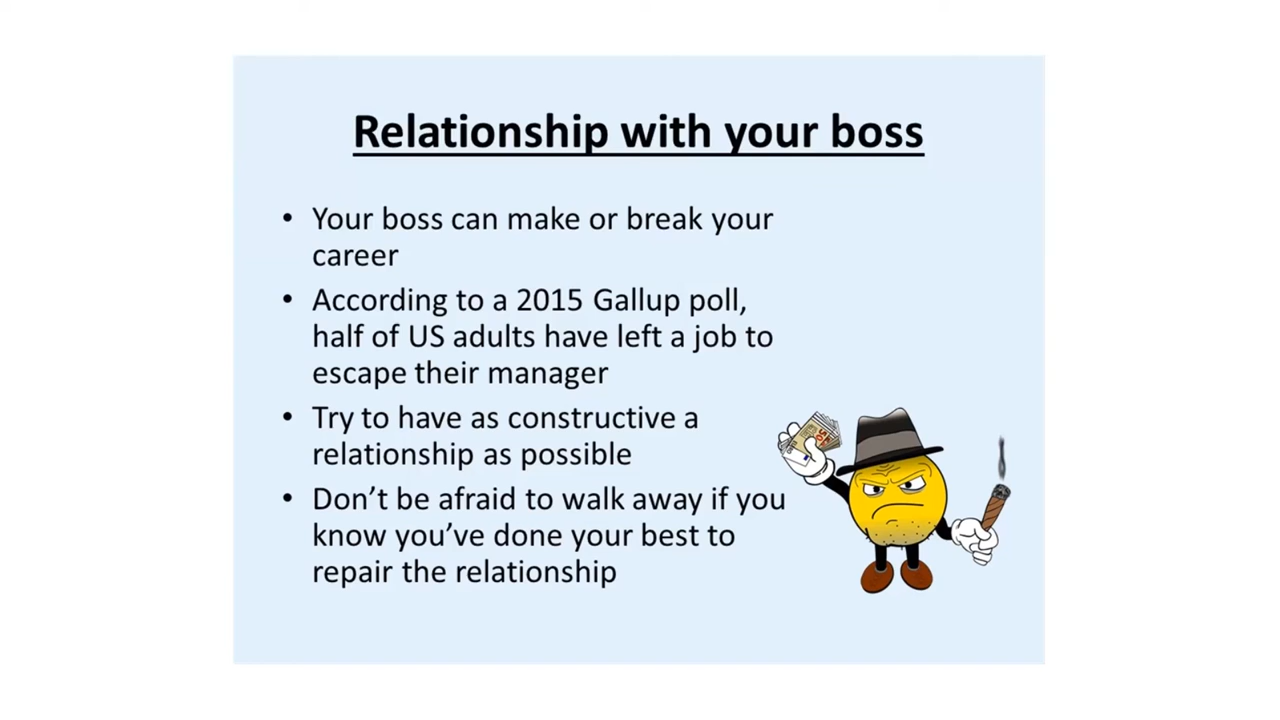 Relationship with your boss
• Your boss can make or break your
career
• According to a 2015 Gallup poll,
half of US adults have left a job to
escape their manager
• Try to have as constructive a
relationship as possible
• Don’t be afraid to walk away if you
know you’ve done your best to
repair the relationship